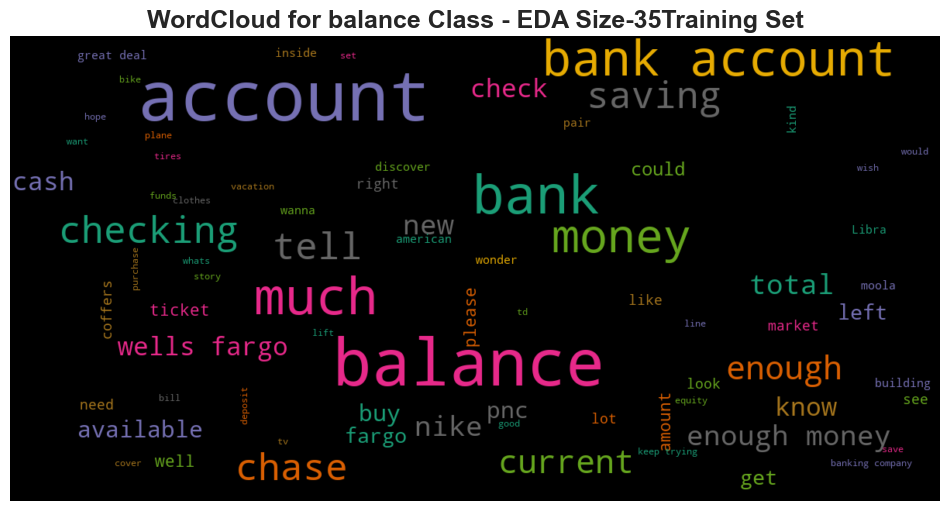 WordCloud for balance Class - EDA Size-35Training Set
great deal
inside
set
bank account
bike
account
check
saving
hope
plane
pair
kind
want
tires
would
discover
could
wish
cash
vacation
right
funds
clothes
wanna
bank
checking
new
money
tell
american
Libra
whats
wonder
story
purchase
total
moola
coffers
much
please
like
ticket
td
left
lift
line
market
wells fargo
balance
enough
look
building
need
bill
deposit
buy
pnc
lot
amount
equity
know
see
available
fargo
nike
good
enough money
tv
keep trying
save
cover
well
chase
current
get
banking company